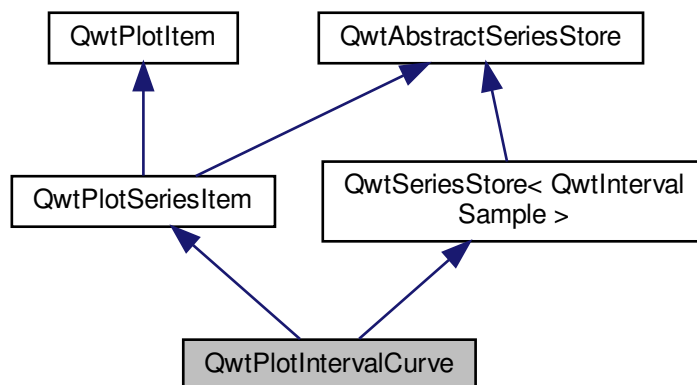 QwtPlotItem
QwtAbstractSeriesStore
QwtPlotSeriesItem
QwtSeriesStore< QwtInterval
Sample >
QwtPlotIntervalCurve